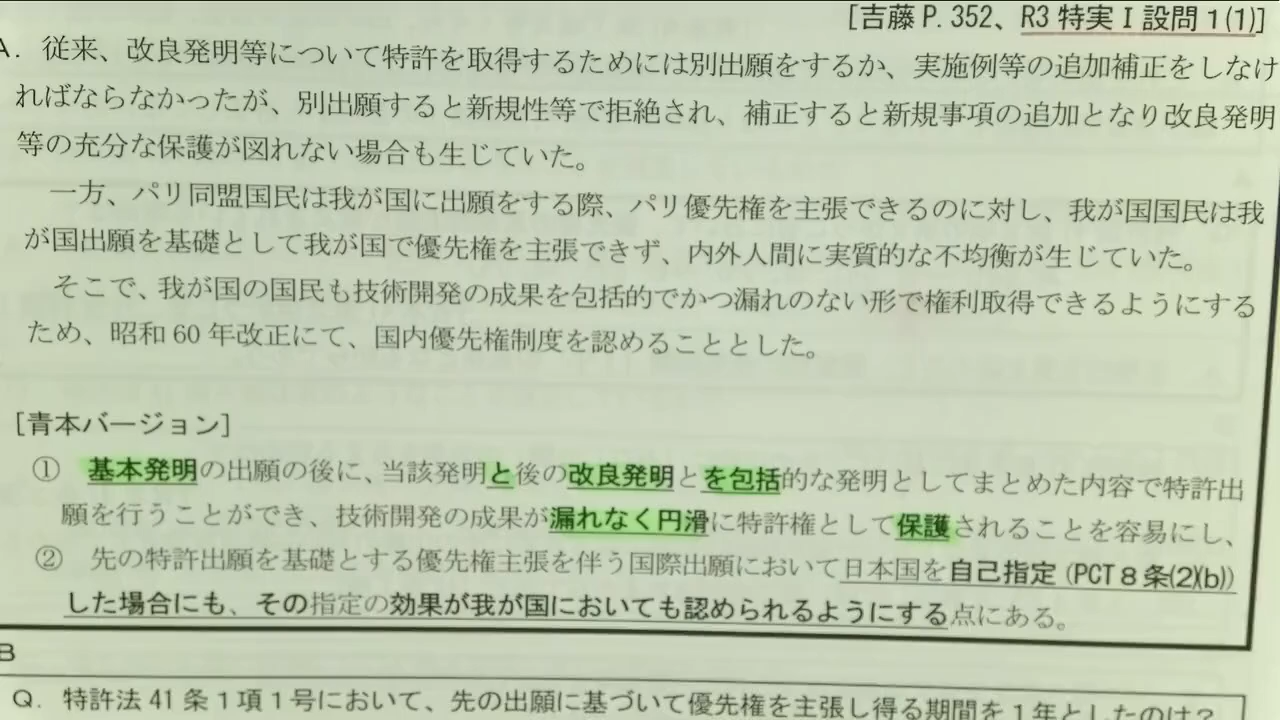 [吉藤 P. 352、R3 特実Ⅰ設問 1 (1)]
A. 従来、改良発明等について特許を取得するためには別出願をするか、実施例等の追加補正をしなけ
ればならなかったが、別出願すると新規性等で拒絶され、補正すると新規事項の追加となり改良発明
等の充分な保護が図れない場合も生じていた。
一方、パリ同盟国民は我が国に出願をする際、パリ優先権を主張できるのに対し、我が国国民は我
が国出願を基礎として我が国で優先権を主張できず、内外人間に実質的な不均衡が生じていた。
そこで、我が国の国民も技術開発の成果を包括的でかつ漏れのない形で権利取得できるようにする
ため、昭和 60 年改正にて、国内優先権制度を認めることとした。
[青本バージョン]
① 基本発明の出願の後に、当該発明と後の改良発明とを包括的な発明としてまとめた内容で特許出
願を行うことができ、技術開発の成果が漏れなく円滑に特許権として保護されることを容易にし、
② 先の特許出願を基礎とする優先権主張を伴う国際出願において日本国を自己指定 (PCT 8 条(2)(b))
した場合にも、その指定の効果が我が国においても認められるようにする点にある。
B
Q. 特許法 41 条 1 項 1 号において、先の出願に基づいて優先権を主張し得る期間を 1 年としたのは？